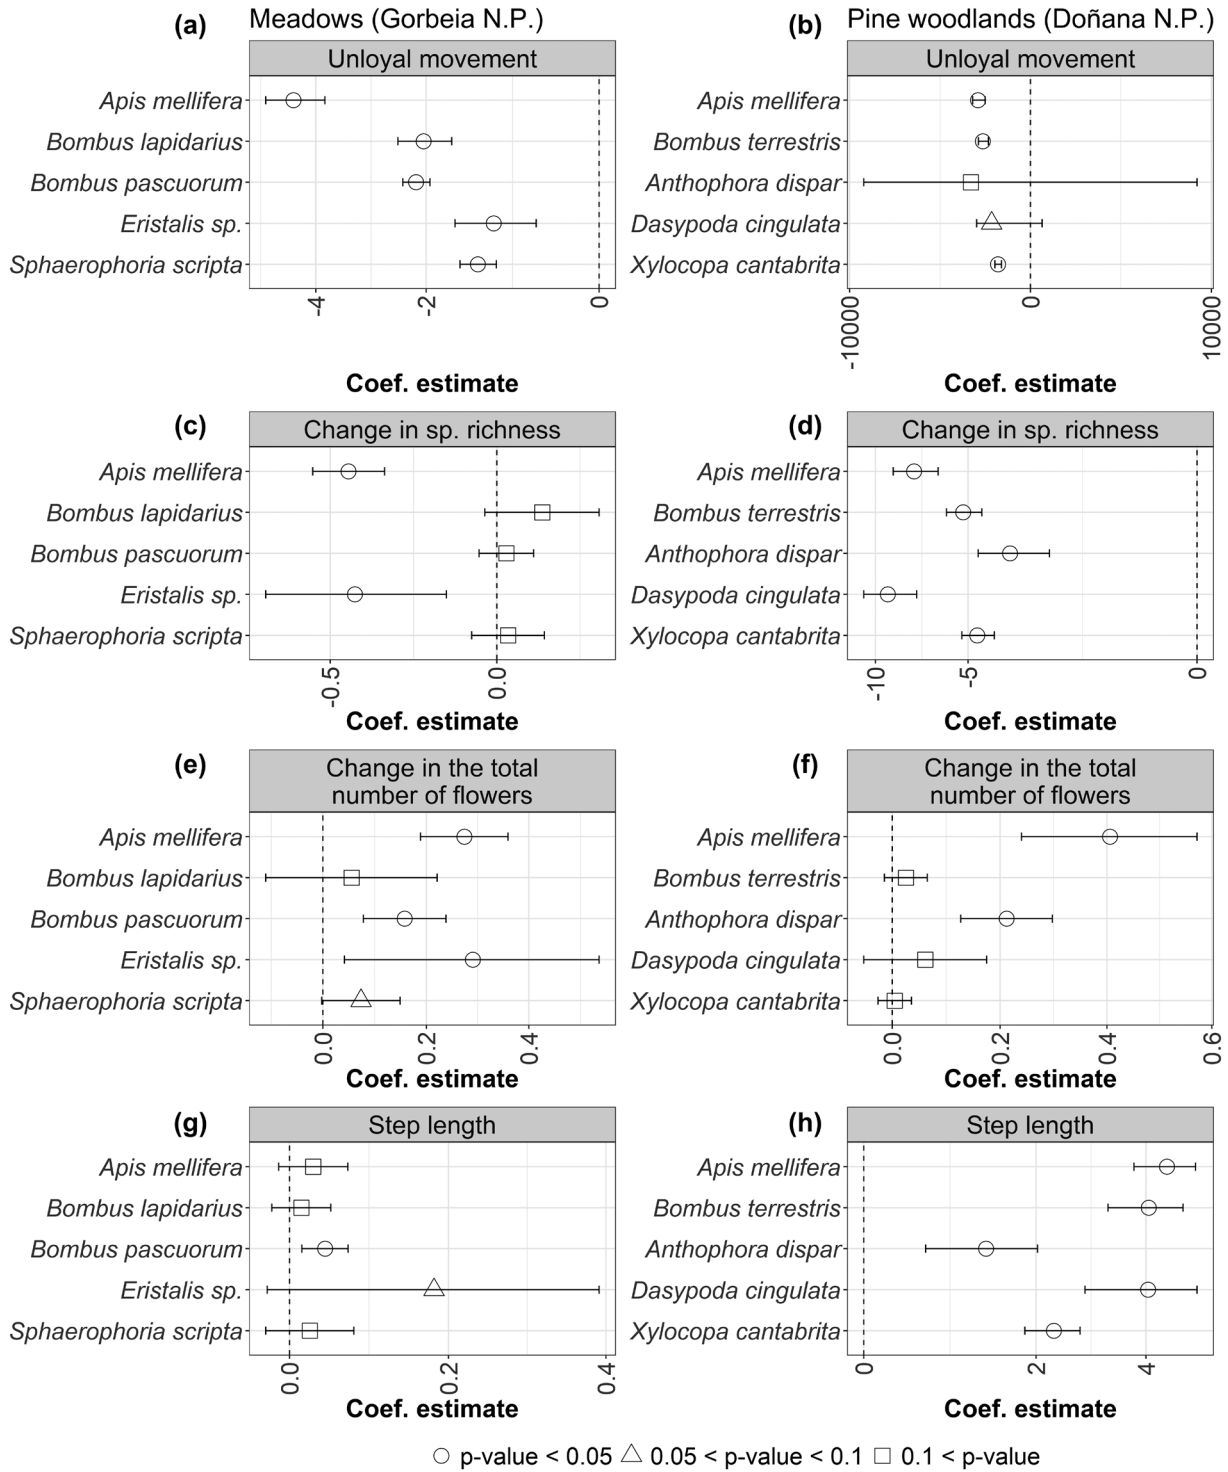 (a) Meadows (Gorbeia N.P.)
Unloyal movement
Apis mellifera
Bombus lapidarius
Bombus pascuorum
Eristalis sp.
Sphaerophoria scripta
-4 -2 0
Coef. estimate
(b) Pine woodlands (Doñana N.P.)
Unloyal movement
Apis mellifera
Bombus terrestris
Anthophora dispar
Dasypoda cingulata
Xylocopa cantabrita
-10000 0 10000
Coef. estimate
(c) Change in sp. richness
Apis mellifera
Bombus lapidarius
Bombus pascuorum
Eristalis sp.
Sphaerophoria scripta
-0.5 0.0
Coef. estimate
(d) Change in sp. richness
Apis mellifera
Bombus terrestris
Anthophora dispar
Dasypoda cingulata
Xylocopa cantabrita
-10 -5 0
Coef. estimate
(e) Change in the total
number of flowers
Apis mellifera
Bombus lapidarius
Bombus pascuorum
Eristalis sp.
Sphaerophoria scripta
0.0 0.2 0.4
Coef. estimate
(f) Change in the total
number of flowers
Apis mellifera
Bombus terrestris
Anthophora dispar
Dasypoda cingulata
Xylocopa cantabrita
0.0 0.2 0.4 0.6
Coef. estimate
(g) Step length
Apis mellifera
Bombus lapidarius
Bombus pascuorum
Eristalis sp.
Sphaerophoria scripta
0.0 0.2 0.4
Coef. estimate
(h) Step length
Apis mellifera
Bombus terrestris
Anthophora dispar
Dasypoda cingulata
Xylocopa cantabrita
0 2 4
Coef. estimate
p-value < 0.05 0.05 < p-value < 0.1 0.1 < p-value